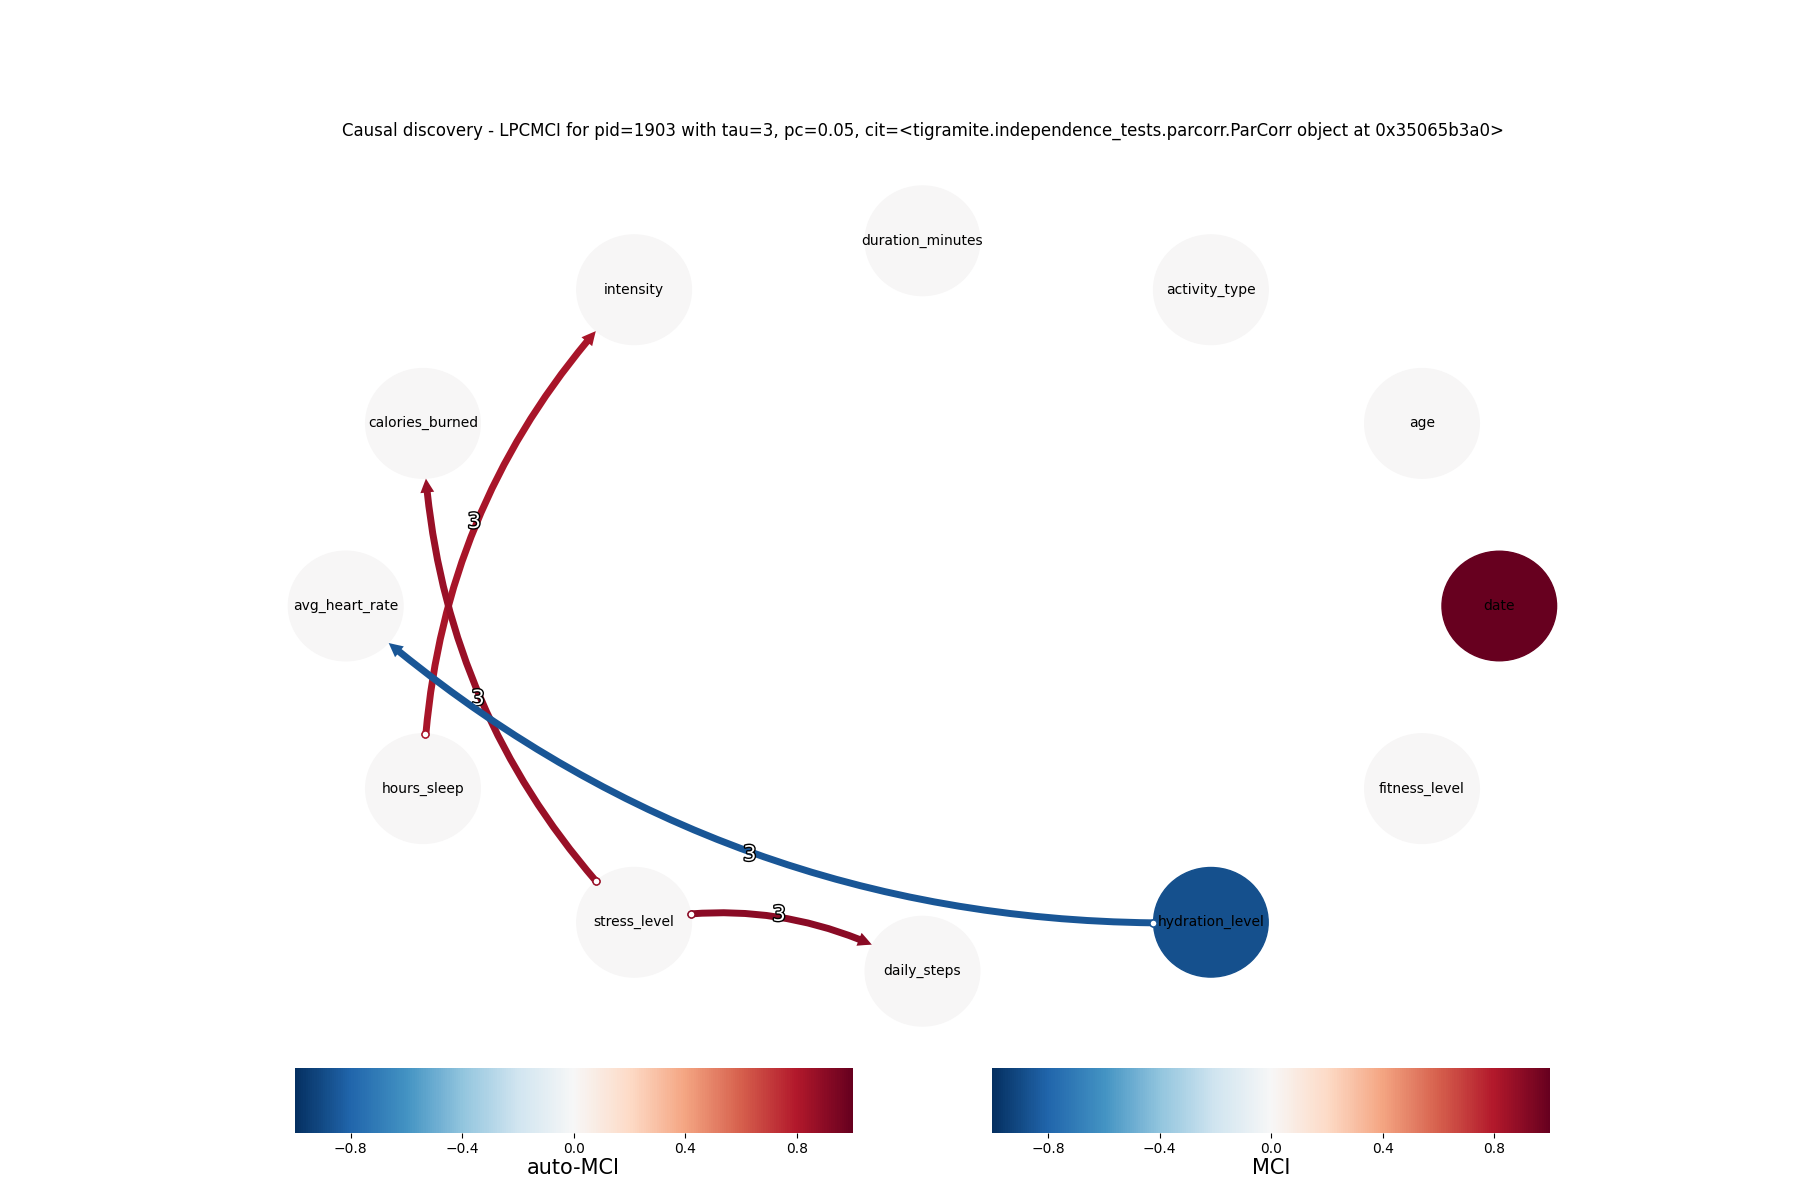 Causal discovery - LPCMCI for pid=1903 with tau=3, pc=0.05, cit=<tigramite.independence_tests.parcorr.ParCorr object at 0x35065b3a0>
duration_minutes
intensity
activity_type
calories_burned
age
3
avg_heart_rate
date
3
hours_sleep
fitness_level
3
stress_level
3
hydration_level
daily_steps
−0.8 −0.4 0.0 0.4 0.8
auto-MCI
−0.8 −0.4 0.0 0.4 0.8
MCI